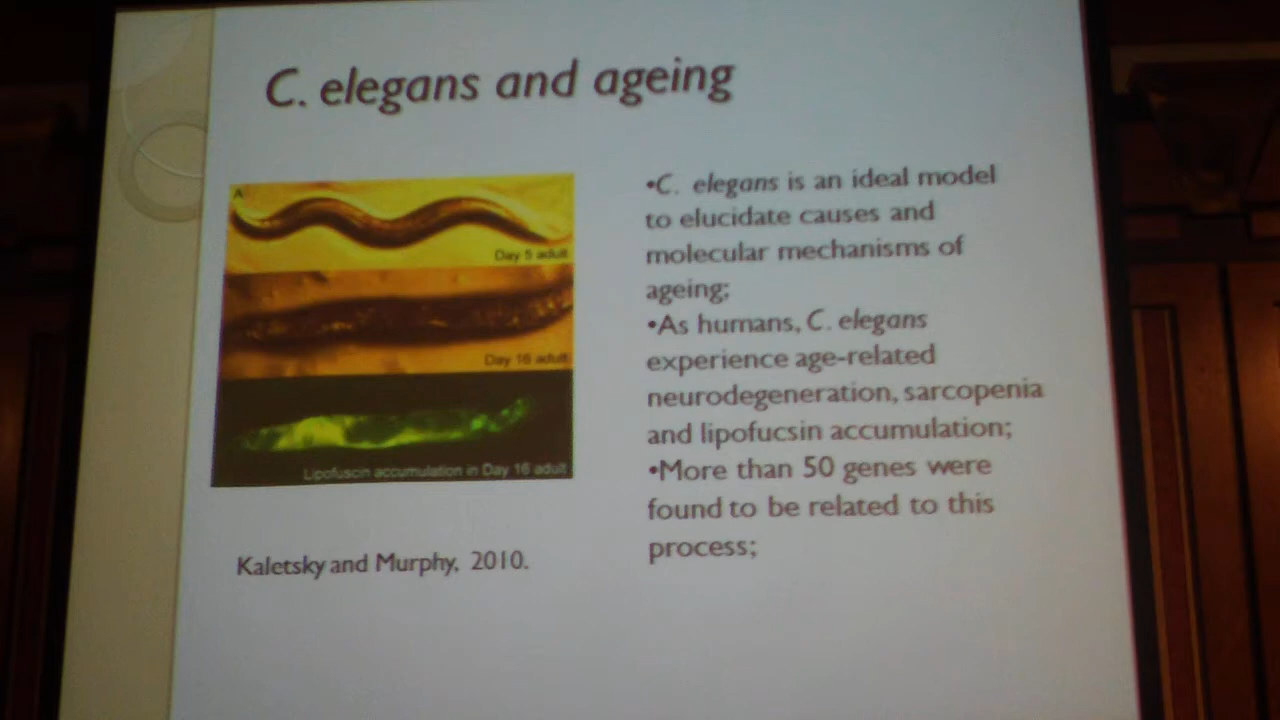 C. elegans and ageing
A
Day 5 adult
Day 16 adult
Lipofuscin accumulation in Day 16 adult
Kaletsky and Murphy, 2010.
•C. elegans is an ideal model
to elucidate causes and
molecular mechanisms of
ageing;
•As humans, C. elegans
experience age-related
neurodegeneration, sarcopenia
and lipofucsin accumulation;
•More than 50 genes were
found to be related to this
process;